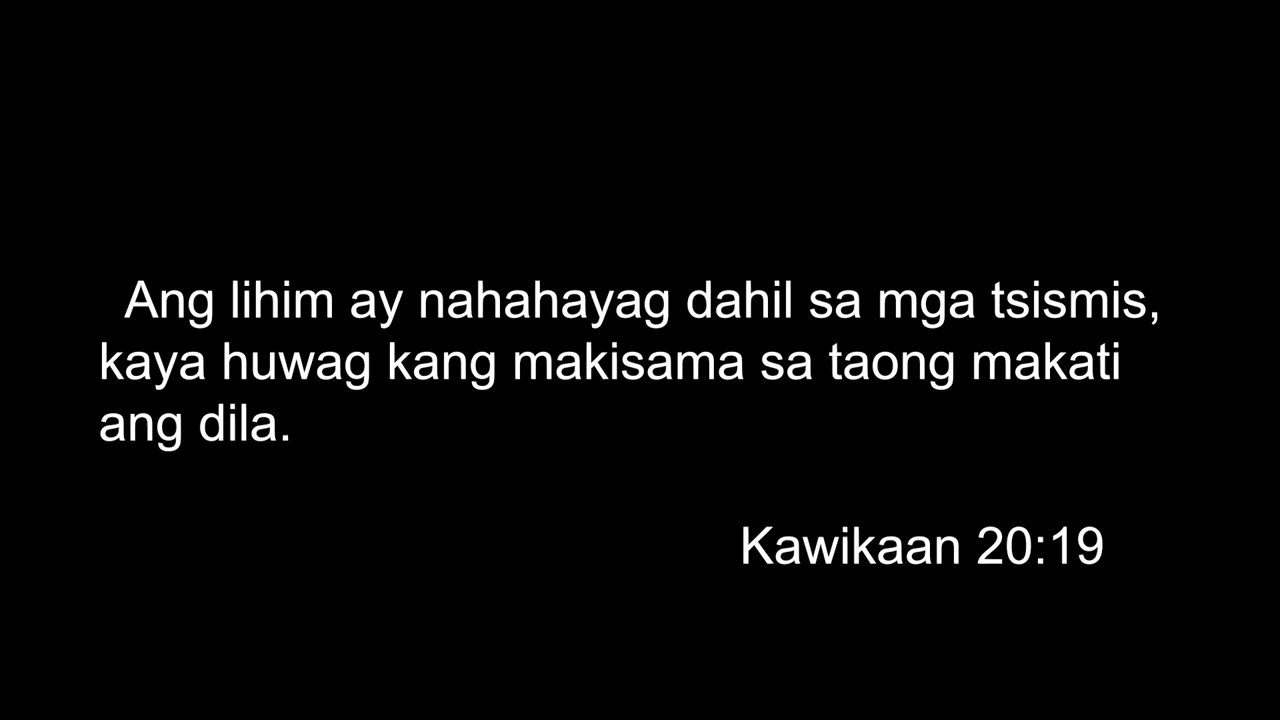 Ang lihim ay nahahayag dahil sa mga tsismis,
kaya huwag kang makisama sa taong makati
ang dila.
Kawikaan 20:19